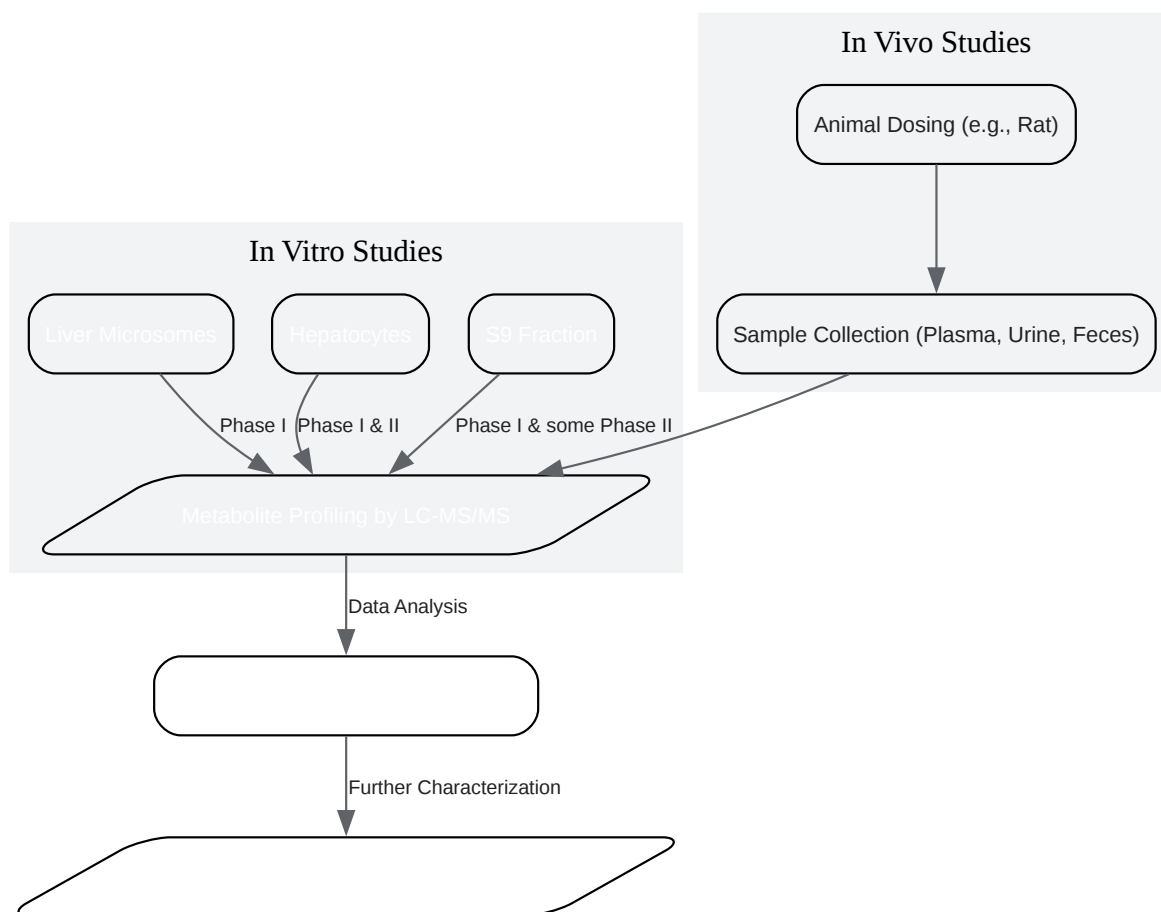 In Vivo Studies
Animal Dosing (e.g., Rat)
In Vitro Studies
Liver Microsomes
Hepatocytes
S9 Fraction
Sample Collection (Plasma, Urine, Feces)
Phase I
Phase I & II
Phase I & some Phase II
Metabolite Profiling by LC-MS/MS
Data Analysis
Further Characterization